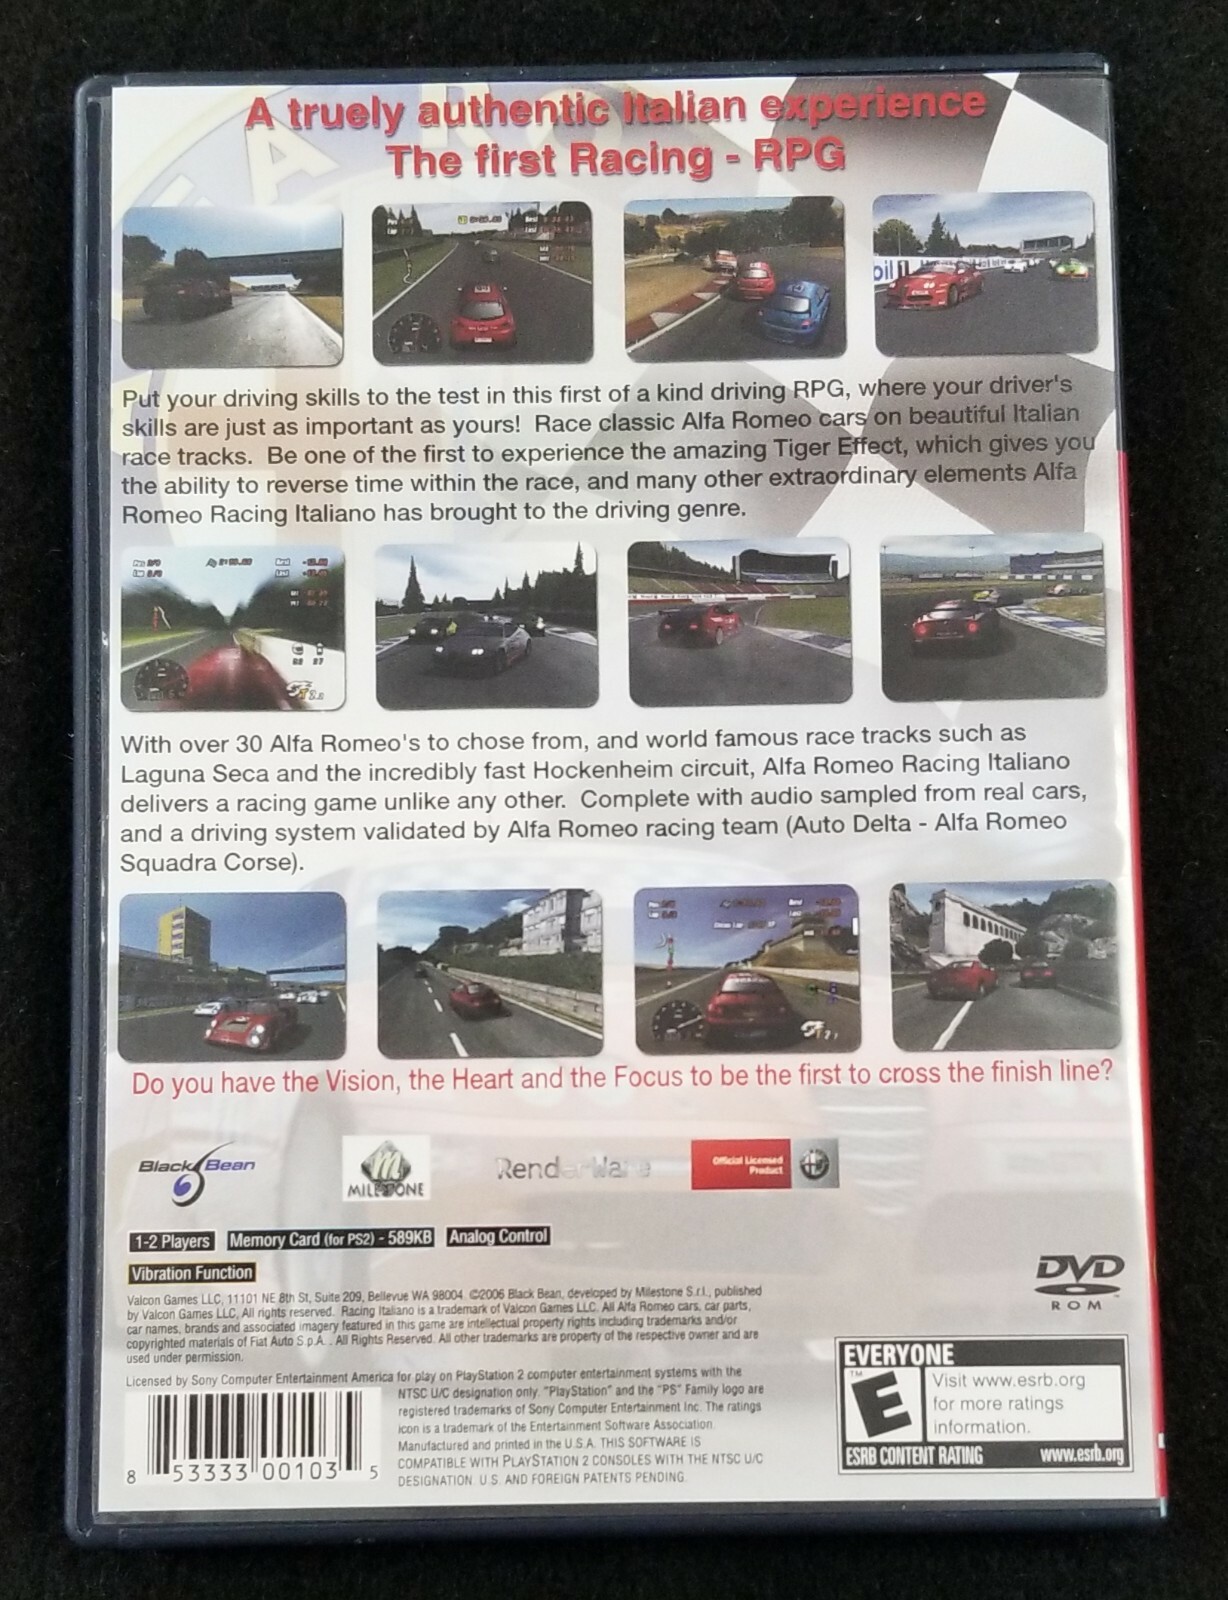 A truely authentic Italian experience
The first Racing - RPG
oil 1
Put your driving skills to the test in this first of a kind driving RPG, where your driver's
skills are just as important as yours! Race classic Alfa Romeo cars on beautiful Italian
race tracks. Be one of the first to experience the amazing Tiger Effect, which gives you
the ability to reverse time within the race, and many other extraordinary elements Alfa
Romeo Racing Italiano has brought to the driving genre.
With over 30 Alfa Romeo's to chose from, and world famous race tracks such as
Laguna Seca and the incredibly fast Hockenheim circuit, Alfa Romeo Racing Italiano
delivers a racing game unlike any other. Complete with audio sampled from real cars,
and a driving system validated by Alfa Romeo racing team (Auto Delta - Alfa Romeo
Squadra Corse).
Do you have the Vision, the Heart and the Focus to be the first to cross the finish line?
Black Bean
MILESTONE
RenderWare
Official Licensed
Product
1-2 Players Memory Card (for PS2) - 589KB Analog Control
Vibration Function
DVD
ROM
Valcon Games LLC, 11101 NE 8th St, Suite 209, Bellevue WA 98004. ©2006 Black Bean, developed by Milestone S.r.l., published
by Valcon Games LLC, All rights reserved. Racing Italiano is a trademark of Valcon Games LLC. All Alfa Romeo cars, car parts,
car names, brands and associated imagery featured in this game are intellectual property rights including trademarks and/or
copyrighted materials of Fiat Auto S.p.A. . All Rights Reserved. All other trademarks are property of the respective owner and are
used under permission.
Licensed by Sony Computer Entertainment America for play on PlayStation 2 computer entertainment systems with the
NTSC U/C designation only. "PlayStation" and the "PS" Family logo are
registered trademarks of Sony Computer Entertainment Inc. The ratings
icon is a trademark of the Entertainment Software Association.
Manufactured and printed in the U.S.A. THIS SOFTWARE IS
COMPATIBLE WITH PLAYSTATION 2 CONSOLES WITH THE NTSC U/C
DESIGNATION. U.S. AND FOREIGN PATENTS PENDING.
8 53333 00103 5
EVERYONE
E
Visit www.esrb.org
for more ratings
information.
ESRB CONTENT RATING www.esrb.org